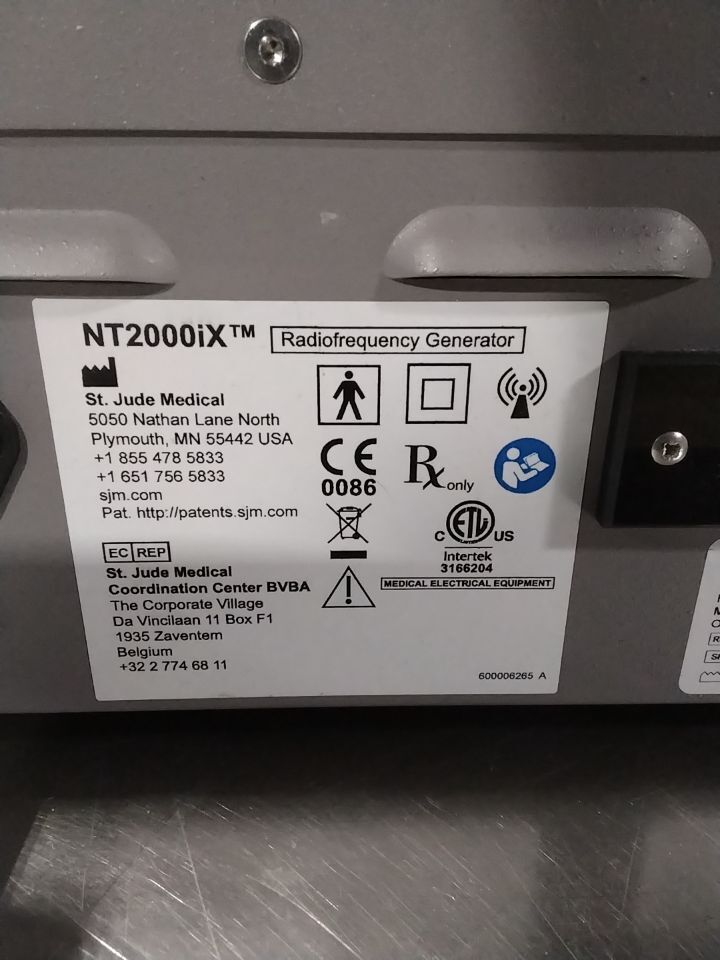 NT2000iX™ Radiofrequency Generator
St. Jude Medical
5050 Nathan Lane North
Plymouth, MN 55442 USA
+1 855 478 5833
+1 651 756 5833
sjm.com
Pat. http://patents.sjm.com
EC REP
St. Jude Medical
Coordination Center BVBA
The Corporate Village
Da Vincilaan 11 Box F1
1935 Zaventem
Belgium
+32 2 774 68 11
CE
0086
Rx only
C ETL US
Intertek
3166204
MEDICAL ELECTRICAL EQUIPMENT
600006265 A